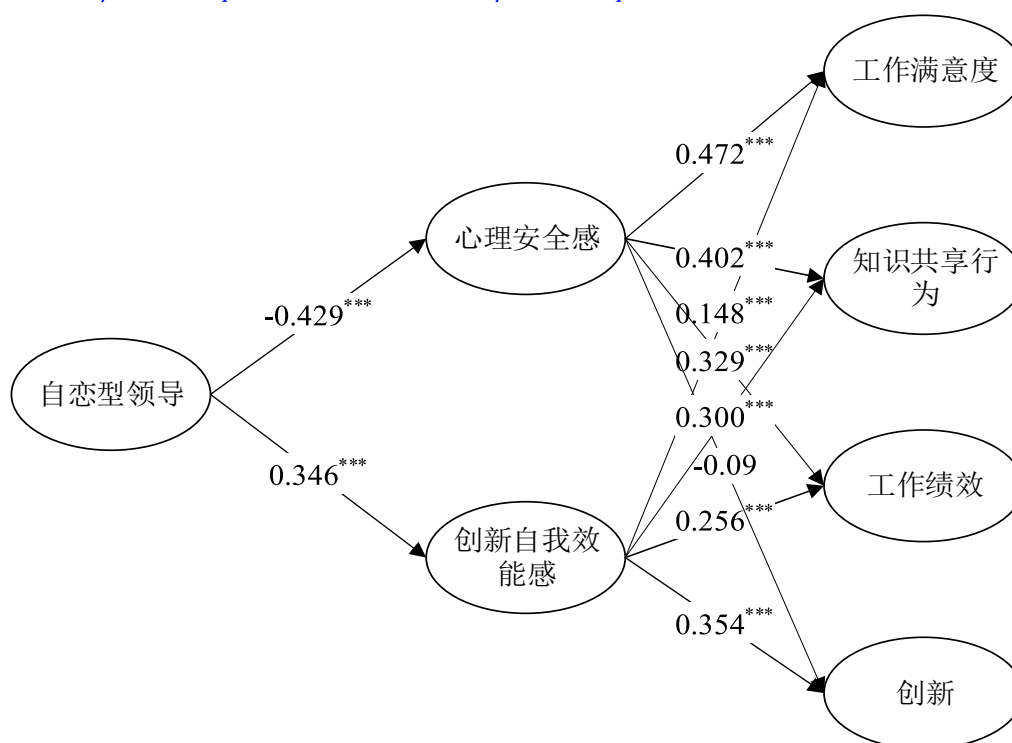 工作满意度
0.472***
心理安全感
0.402***
知识共享行
为
-0.429***
0.148***
0.329***
自恋型领导
0.300***
0.346***
-0.09
工作绩效
0.256***
创新自我效
能感
0.354***
创新